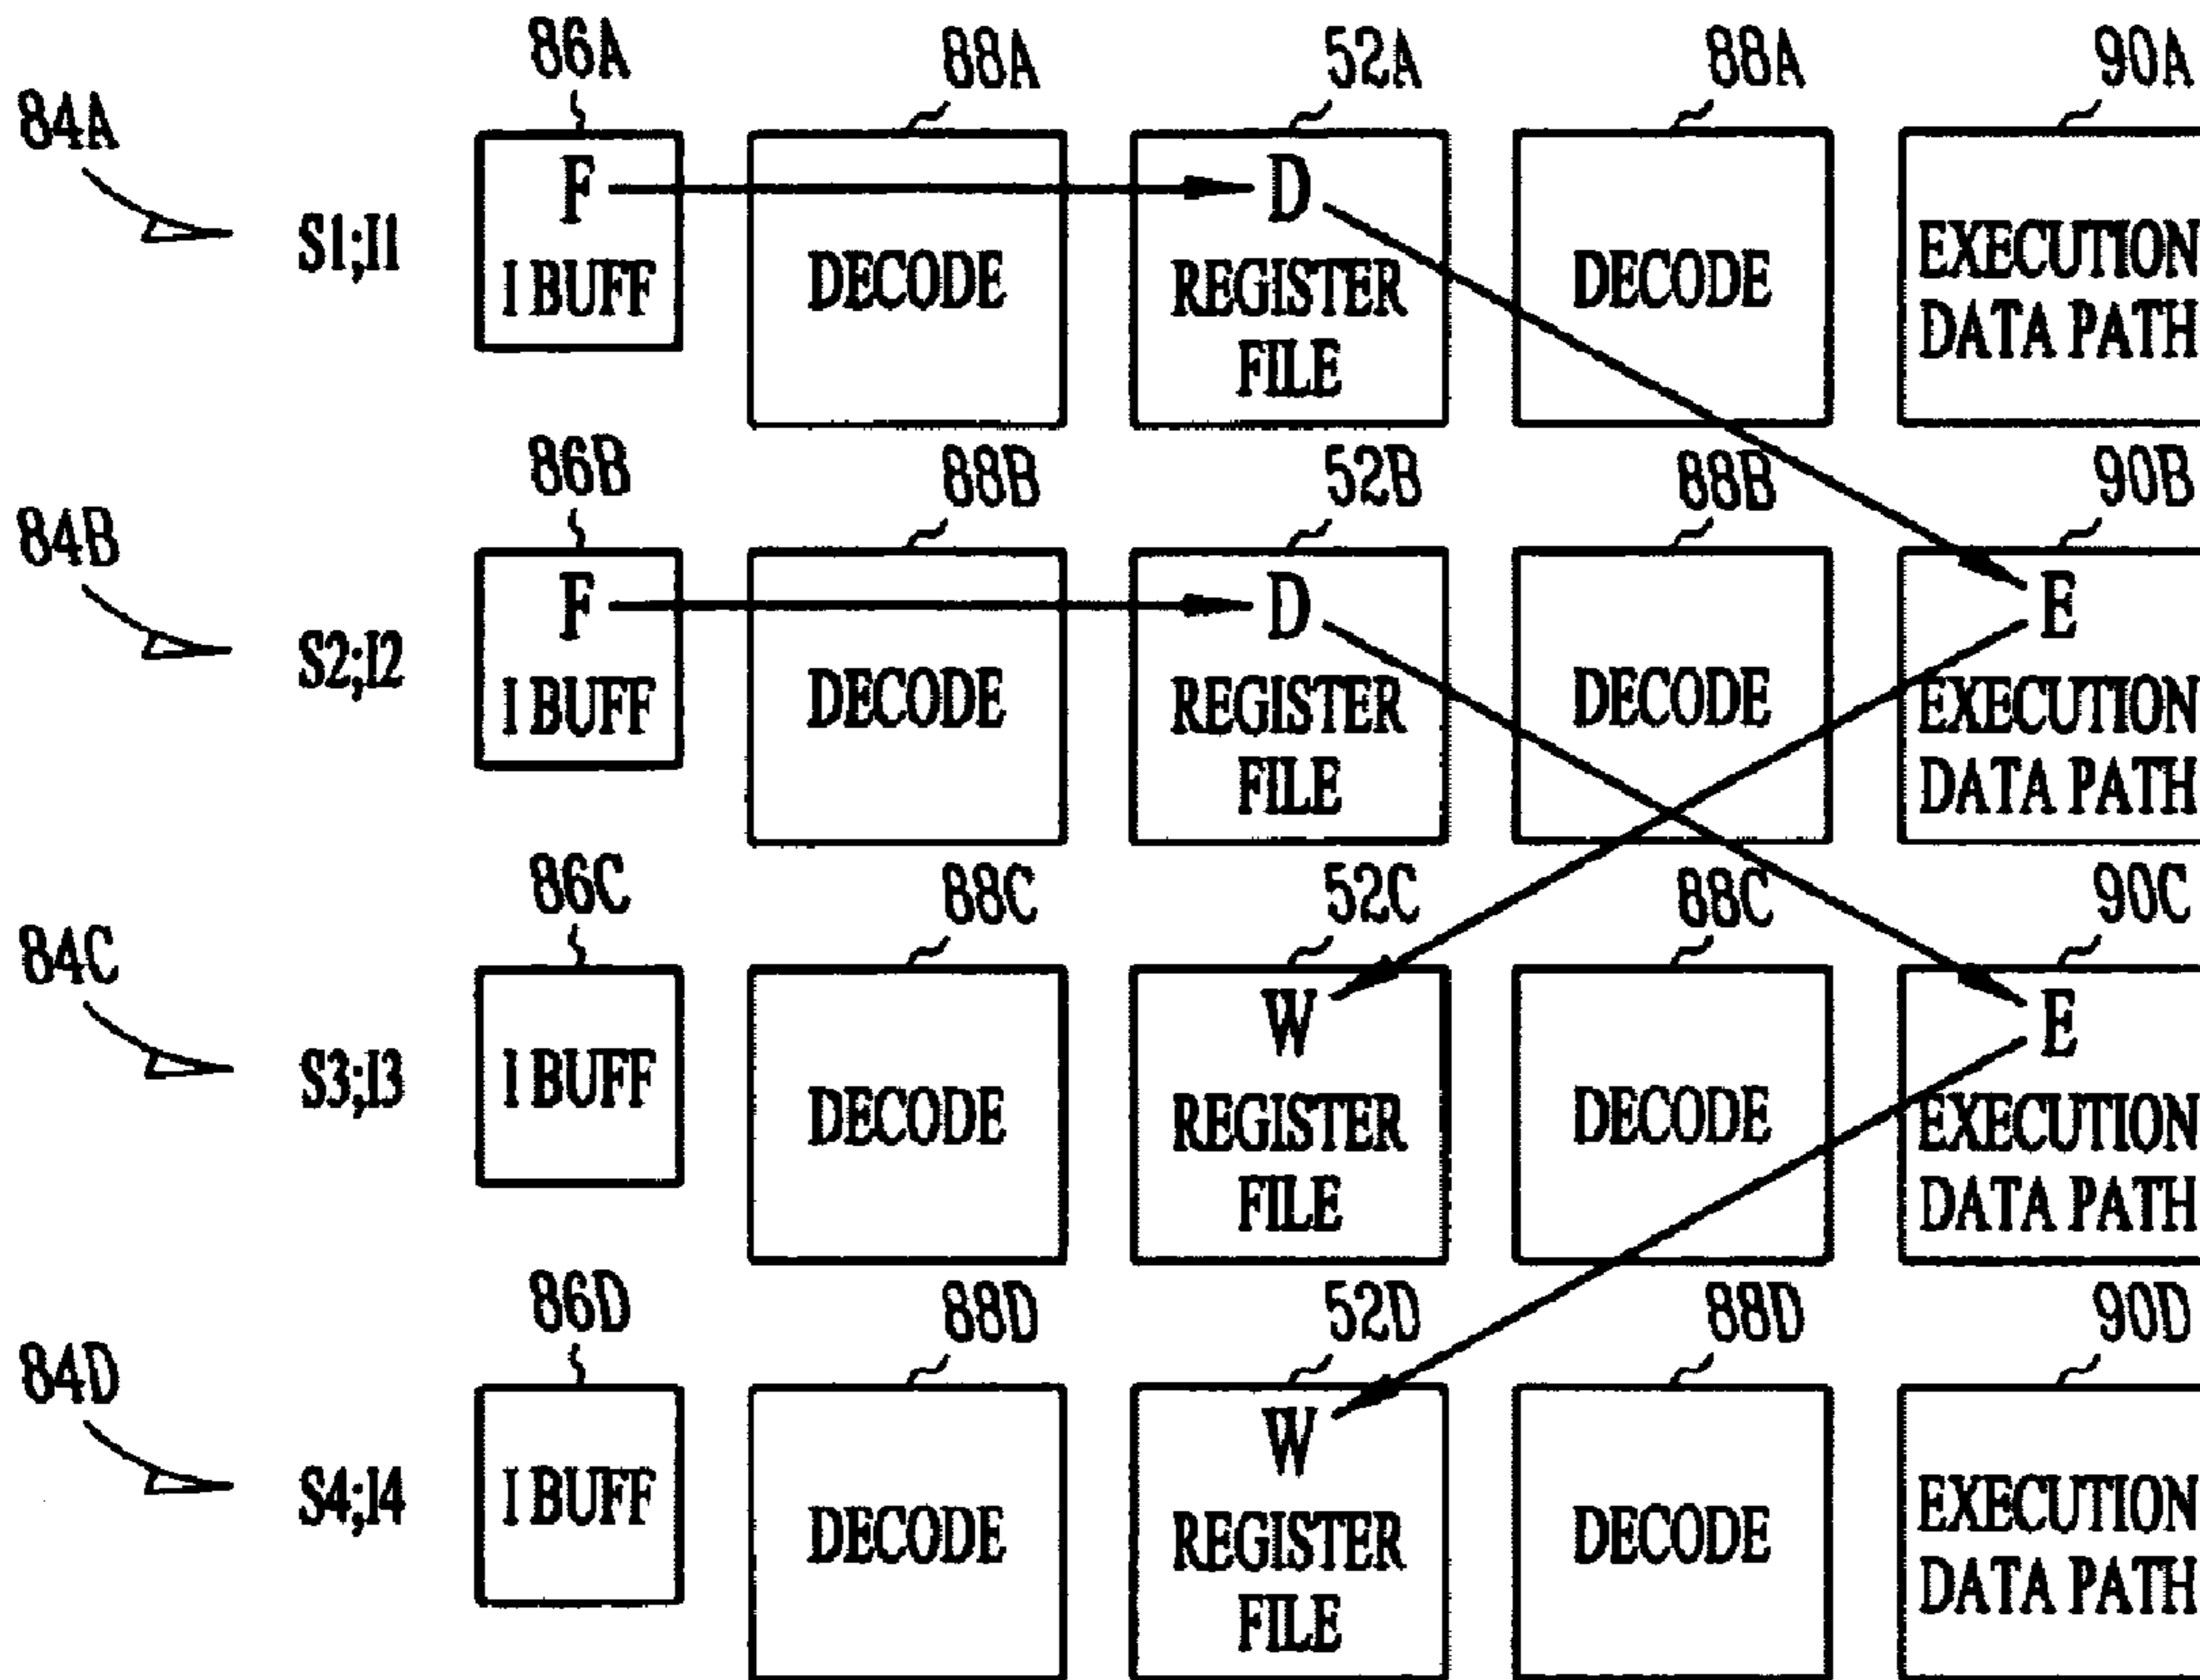 86A 88A 52A 88A 90A
84A
F D
S1;I1 I BUFF DECODE REGISTER FILE DECODE EXECUTION DATA PATH
86B 88B 52B 88B 90B
84B
F D E
S2;I2 I BUFF DECODE REGISTER FILE DECODE EXECUTION DATA PATH
86C 88C 52C 88C 90C
84C
W E
S3;I3 I BUFF DECODE REGISTER FILE DECODE EXECUTION DATA PATH
86D 88D 52D 88D 90D
84D
W
S4;I4 I BUFF DECODE REGISTER FILE DECODE EXECUTION DATA PATH